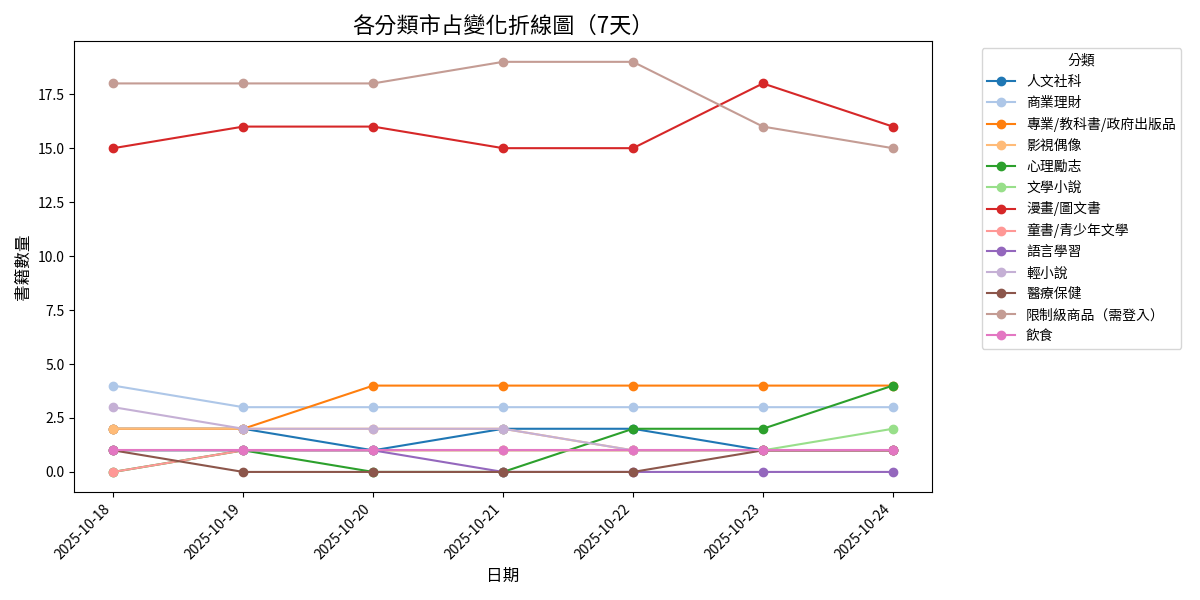 各分類市占變化折線圖（7天）
書籍數量
17.5
15.0
12.5
10.0
7.5
5.0
2.5
0.0
2025-10-18
2025-10-19
2025-10-20
2025-10-21
2025-10-22
2025-10-23
2025-10-24
日期
分類
人文社科
商業理財
專業/教科書/政府出版品
影視偶像
心理勵志
文學小說
漫畫/圖文書
童書/青少年文學
語言學習
輕小說
醫療保健
限制級商品（需登入）
飲食